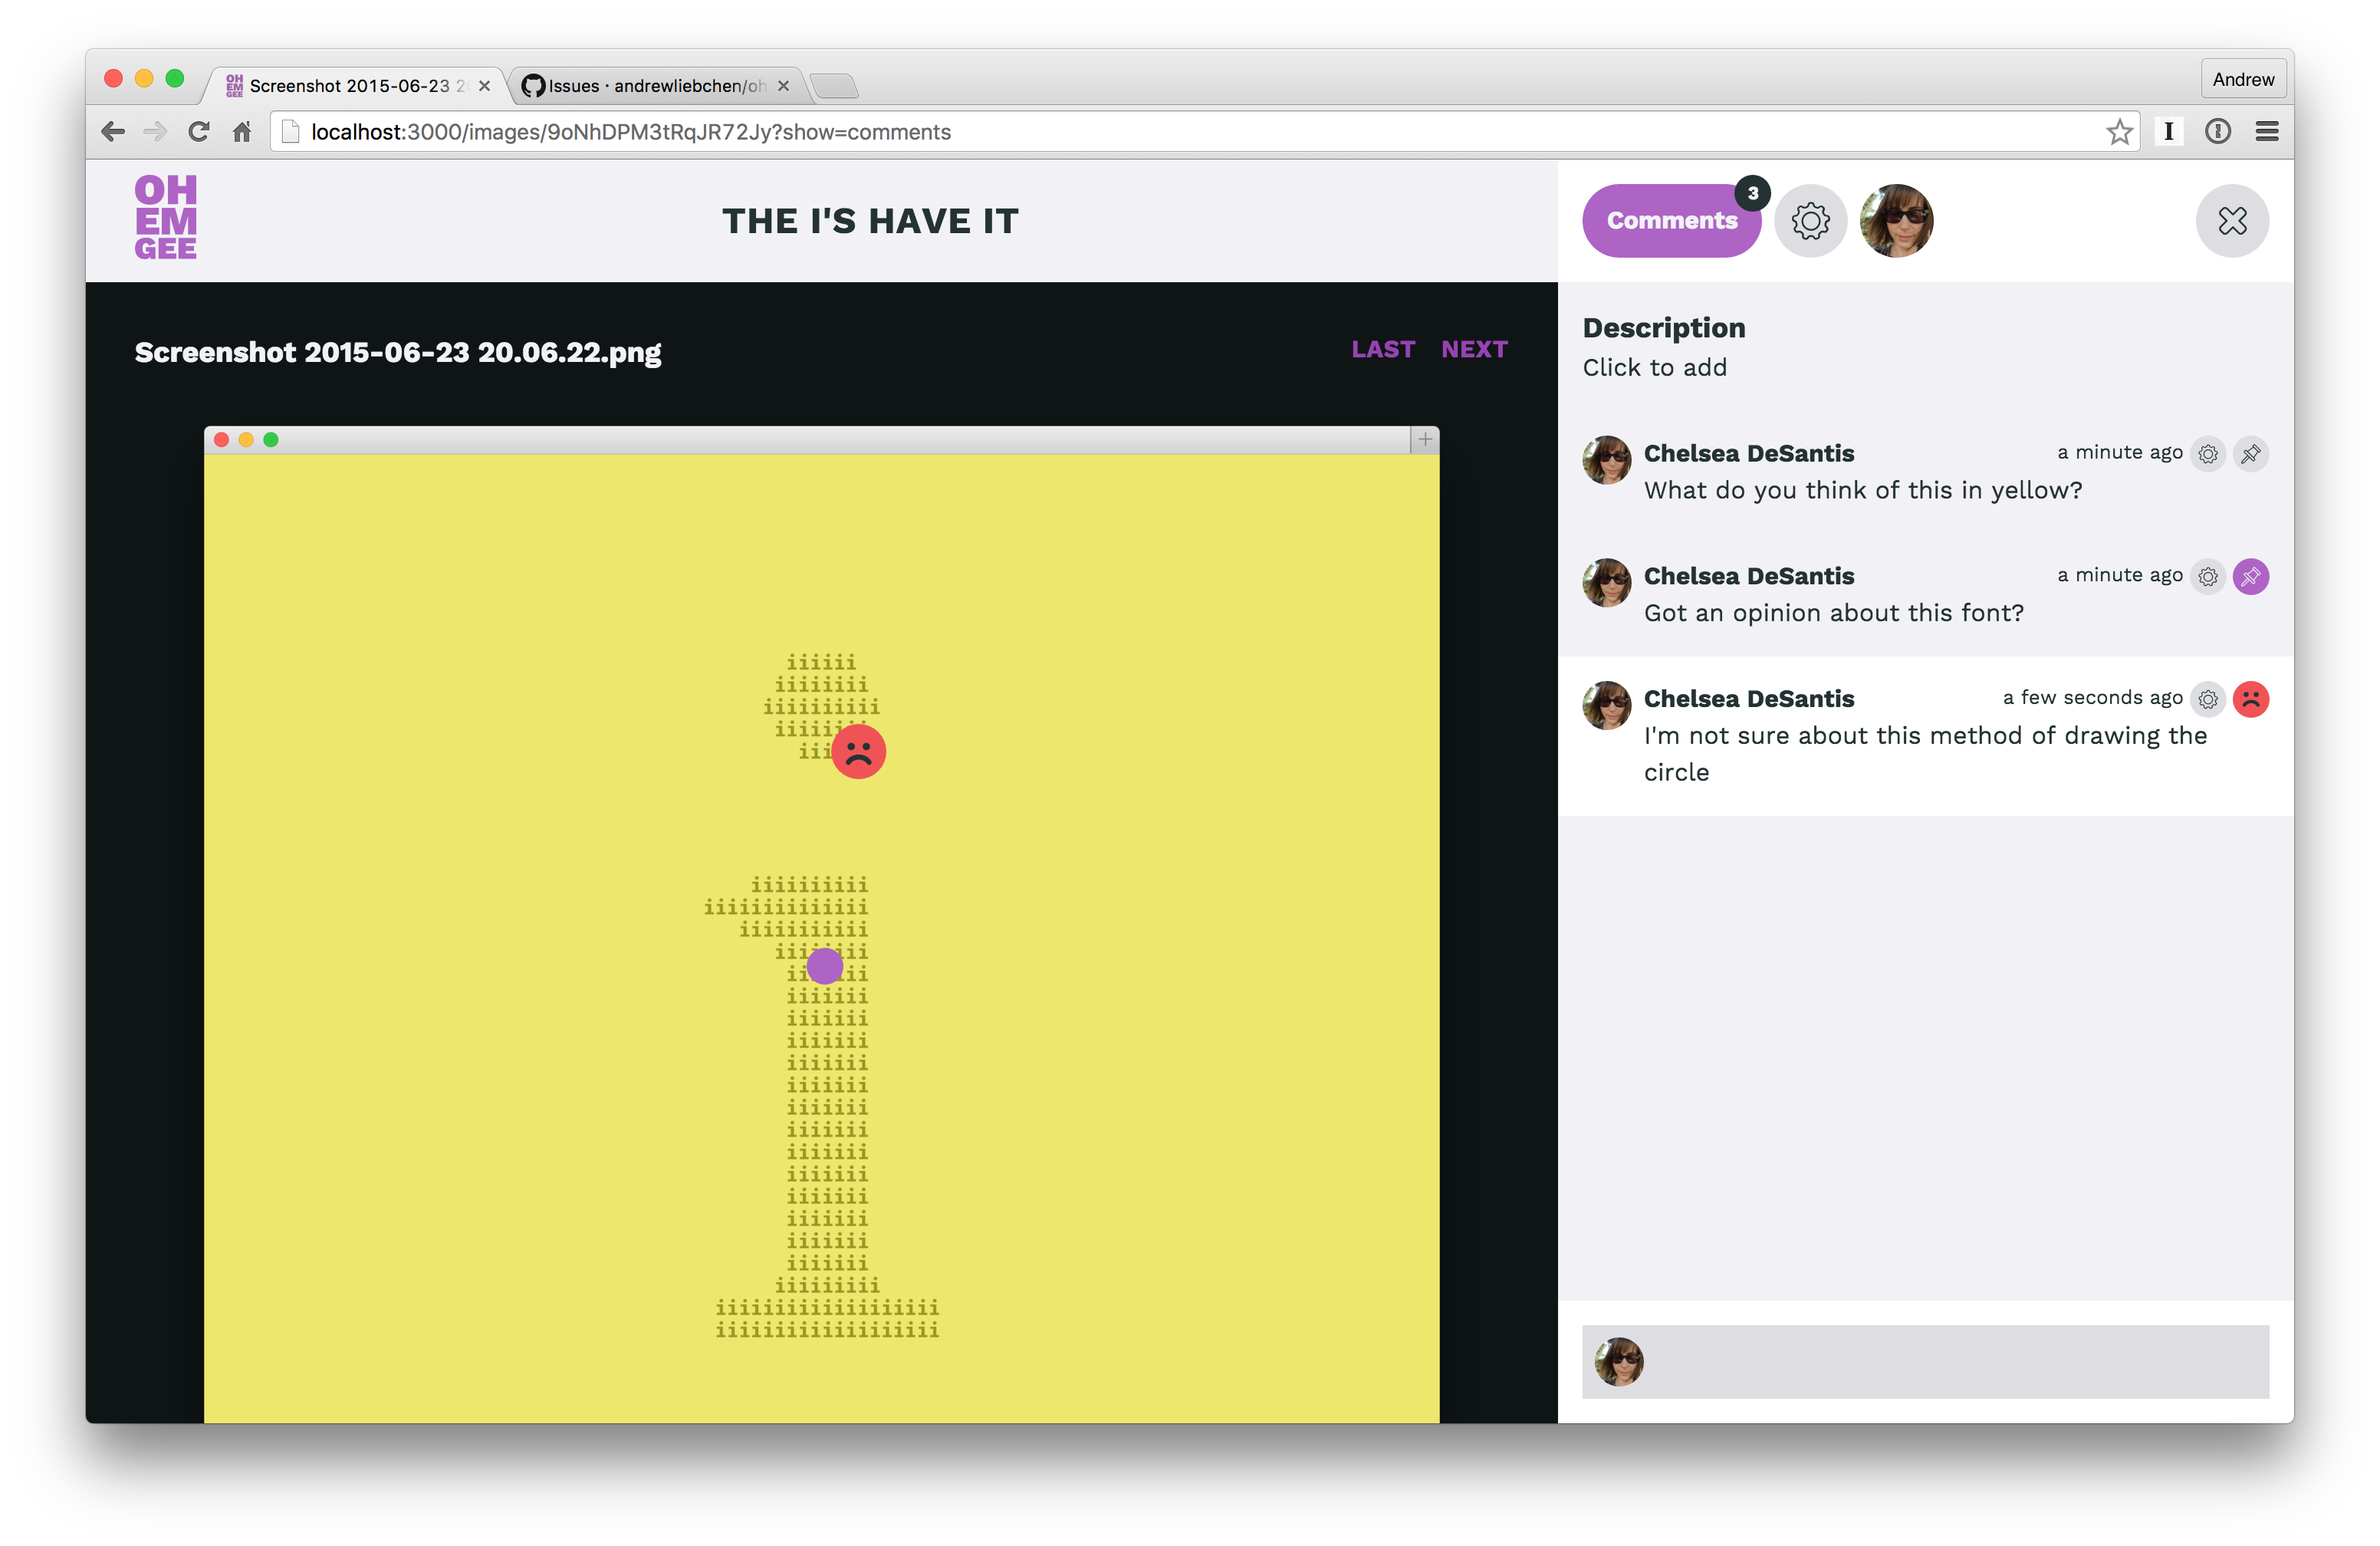 Screenshot 2015-06-23 2
Issues · andrewliebchen/oh
Andrew
localhost:3000/images/9oNhDPM3tRqJR72Jy?show=comments
OH
EM
GEE
THE I'S HAVE IT
Comments
3
Screenshot 2015-06-23 20.06.22.png
LAST NEXT
iiiiii
iiiiiiii
iiiiiiiiii
iiiiiii
iii
iiiiiiiiii
iiiiiiiiiiiiii
iiiiiiiiiii
iiiiiiii
iiiiiii
iiiiiii
iiiiiii
iiiiiii
iiiiiii
iiiiiii
iiiiiii
iiiiiii
iiiiiii
iiiiiii
iiiiiii
iiiiiii
iiiiiii
iiiiiii
iiiiiiiii
iiiiiiiiiiiiiiiiiii
iiiiiiiiiiiiiiiiiii
Description
Click to add
Chelsea DeSantis a minute ago
What do you think of this in yellow?
Chelsea DeSantis a minute ago
Got an opinion about this font?
Chelsea DeSantis a few seconds ago
I'm not sure about this method of drawing the
circle